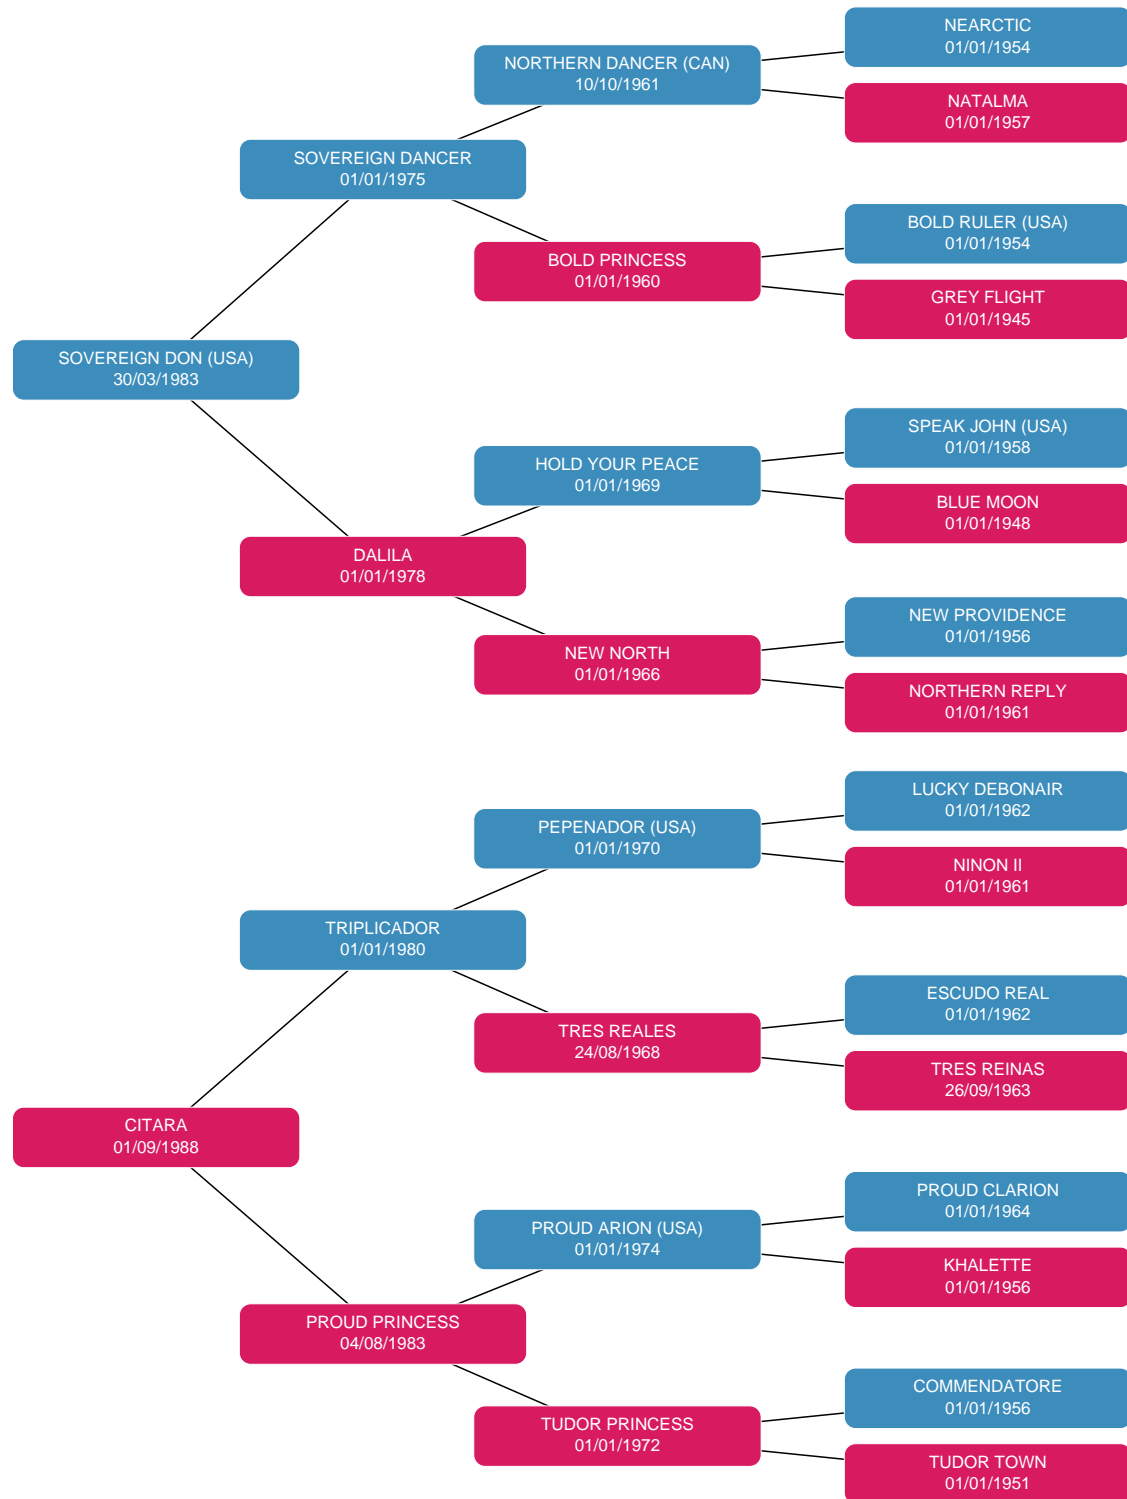 NEARCTIC
01/01/1954
NORTHERN DANCER (CAN)
10/10/1961
NATALMA
01/01/1957
SOVEREIGN DANCER
01/01/1975
BOLD RULER (USA)
01/01/1954
BOLD PRINCESS
01/01/1960
GREY FLIGHT
01/01/1945
SOVEREIGN DON (USA)
30/03/1983
SPEAK JOHN (USA)
01/01/1958
HOLD YOUR PEACE
01/01/1969
BLUE MOON
01/01/1948
DALILA
01/01/1978
NEW PROVIDENCE
01/01/1956
NEW NORTH
01/01/1966
NORTHERN REPLY
01/01/1961
LUCKY DEBONAIR
01/01/1962
PEPENADOR (USA)
01/01/1970
NINON II
01/01/1961
TRIPLICADOR
01/01/1980
ESCUDO REAL
01/01/1962
TRES REALES
24/08/1968
TRES REINAS
26/09/1963
CITARA
01/09/1988
PROUD CLARION
01/01/1964
PROUD ARION (USA)
01/01/1974
KHALETTE
01/01/1956
PROUD PRINCESS
04/08/1983
COMMENDATORE
01/01/1956
TUDOR PRINCESS
01/01/1972
TUDOR TOWN
01/01/1951